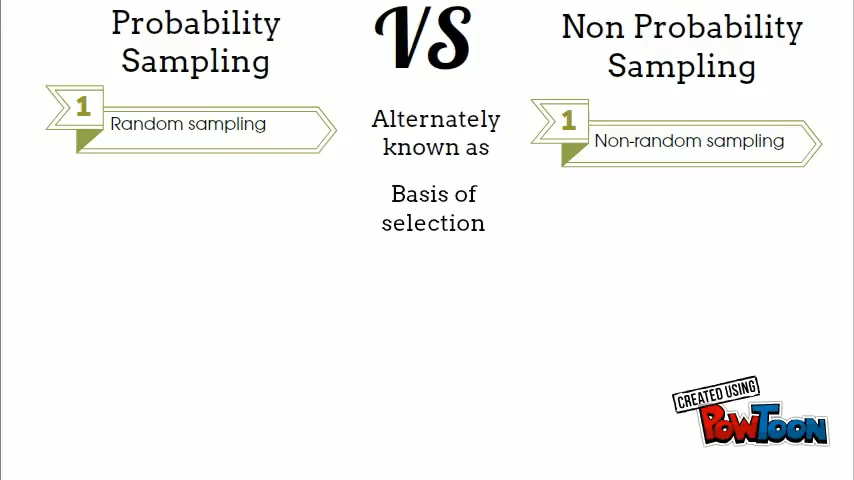 Probability
Sampling
VS
Non Probability
Sampling
1
Random sampling
Alternately
known as
1
Non-random sampling
Basis of
selection
CREATED USING
POWTOON